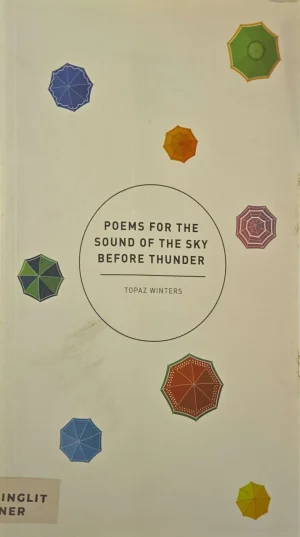 POEMS FOR THE
SOUND OF THE SKY
BEFORE THUNDER
TOPAZ WINTERS
INGLIT
NER